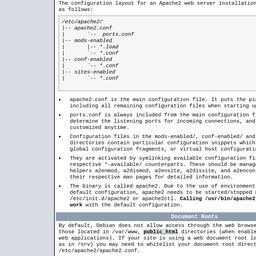 The configuration layout for an Apache2 web server installation
as follows:
/etc/apache2/
|-- apache2.conf
|       `--  ports.conf
|-- mods-enabled
|       |-- *.load
|       `-- *.conf
|-- conf-enabled
|       `-- *.conf
|-- sites-enabled
|       `-- *.conf
apache2.conf is the main configuration file. It puts the pi
including all remaining configuration files when starting u
ports.conf is always included from the main configuration f
determine the listening ports for incoming connections, and
customized anytime.
Configuration files in the mods-enabled/, conf-enabled/ and
directories contain particular configuration snippets which
global configuration fragments, or virtual host configurati
They are activated by symlinking available configuration fi
respective *-available/ counterparts. These should be manag
helpers a2enmod, a2dismod, a2ensite, a2dissite, and a2encon
their respective man pages for detailed information.
The binary is called apache2. Due to the use of environment
default configuration, apache2 needs to be started/stopped
/etc/init.d/apache2 or apache2ctl. Calling /usr/bin/apache2
work with the default configuration.
Document Roots
By default, Debian does not allow access through the web browse
those located in /var/www, public_html directories (when enable
web applications). If your site is using a web document root lo
as in /srv) you may need to whitelist your document root direct
/etc/apache2/apache2.conf.